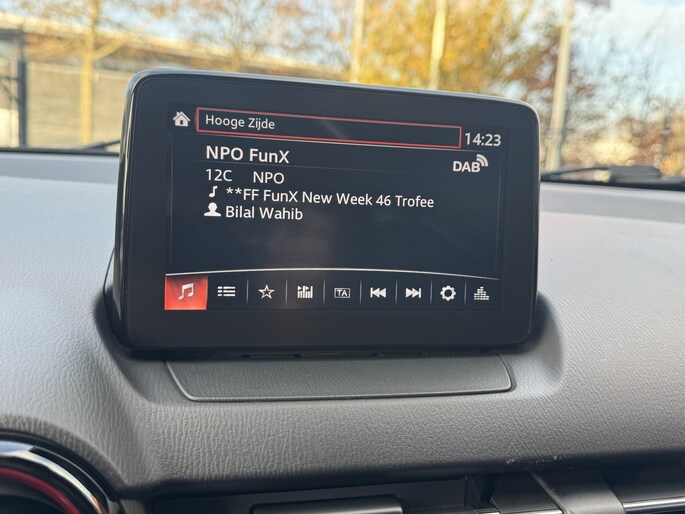 Hooge Zijde
14:23
NPO FunX
DAB
12C NPO
**FF FunX New Week 46 Trofee
Bilal Wahib
TA